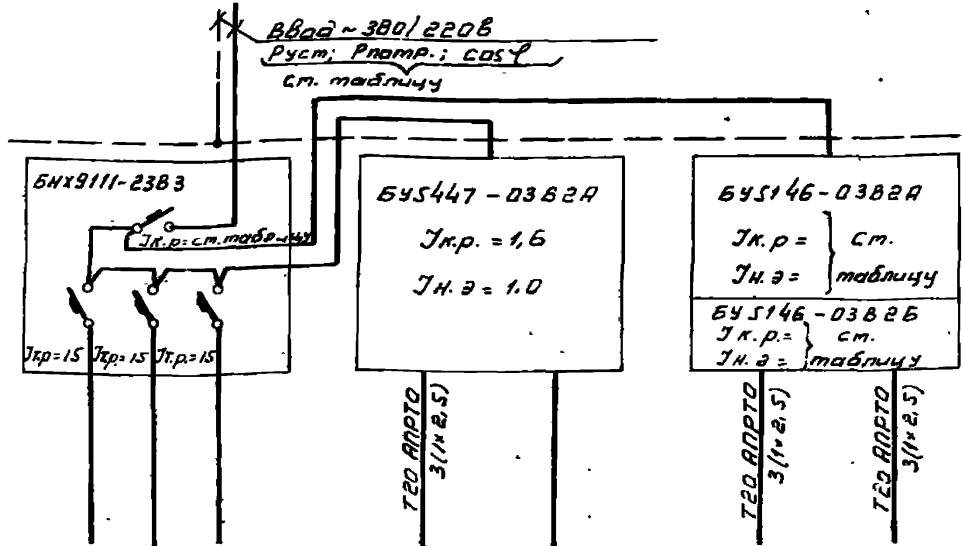 Ввод ~ 380/220в
Руст; Рпотр.; cosφ
см. таблицу
БНХ9111-23В3
Iк.р = см. таблицу
Iт.р=15 Iт.р.=15 Iт.р.=15
БУ5447-03В2А
Iк.р. = 1,6
Iн.э = 1.0
БУ5146-03В2А
Iк.р = см.
Iн.э = таблицу
БУ5146-03В2Б
Iк.р.= см.
Iн.э = таблицу
Т20 АПРТО
3(1×2,5)
Т20 АПРТО
3(1×2,5)
Т20 АПРТО
3(1×2,5)